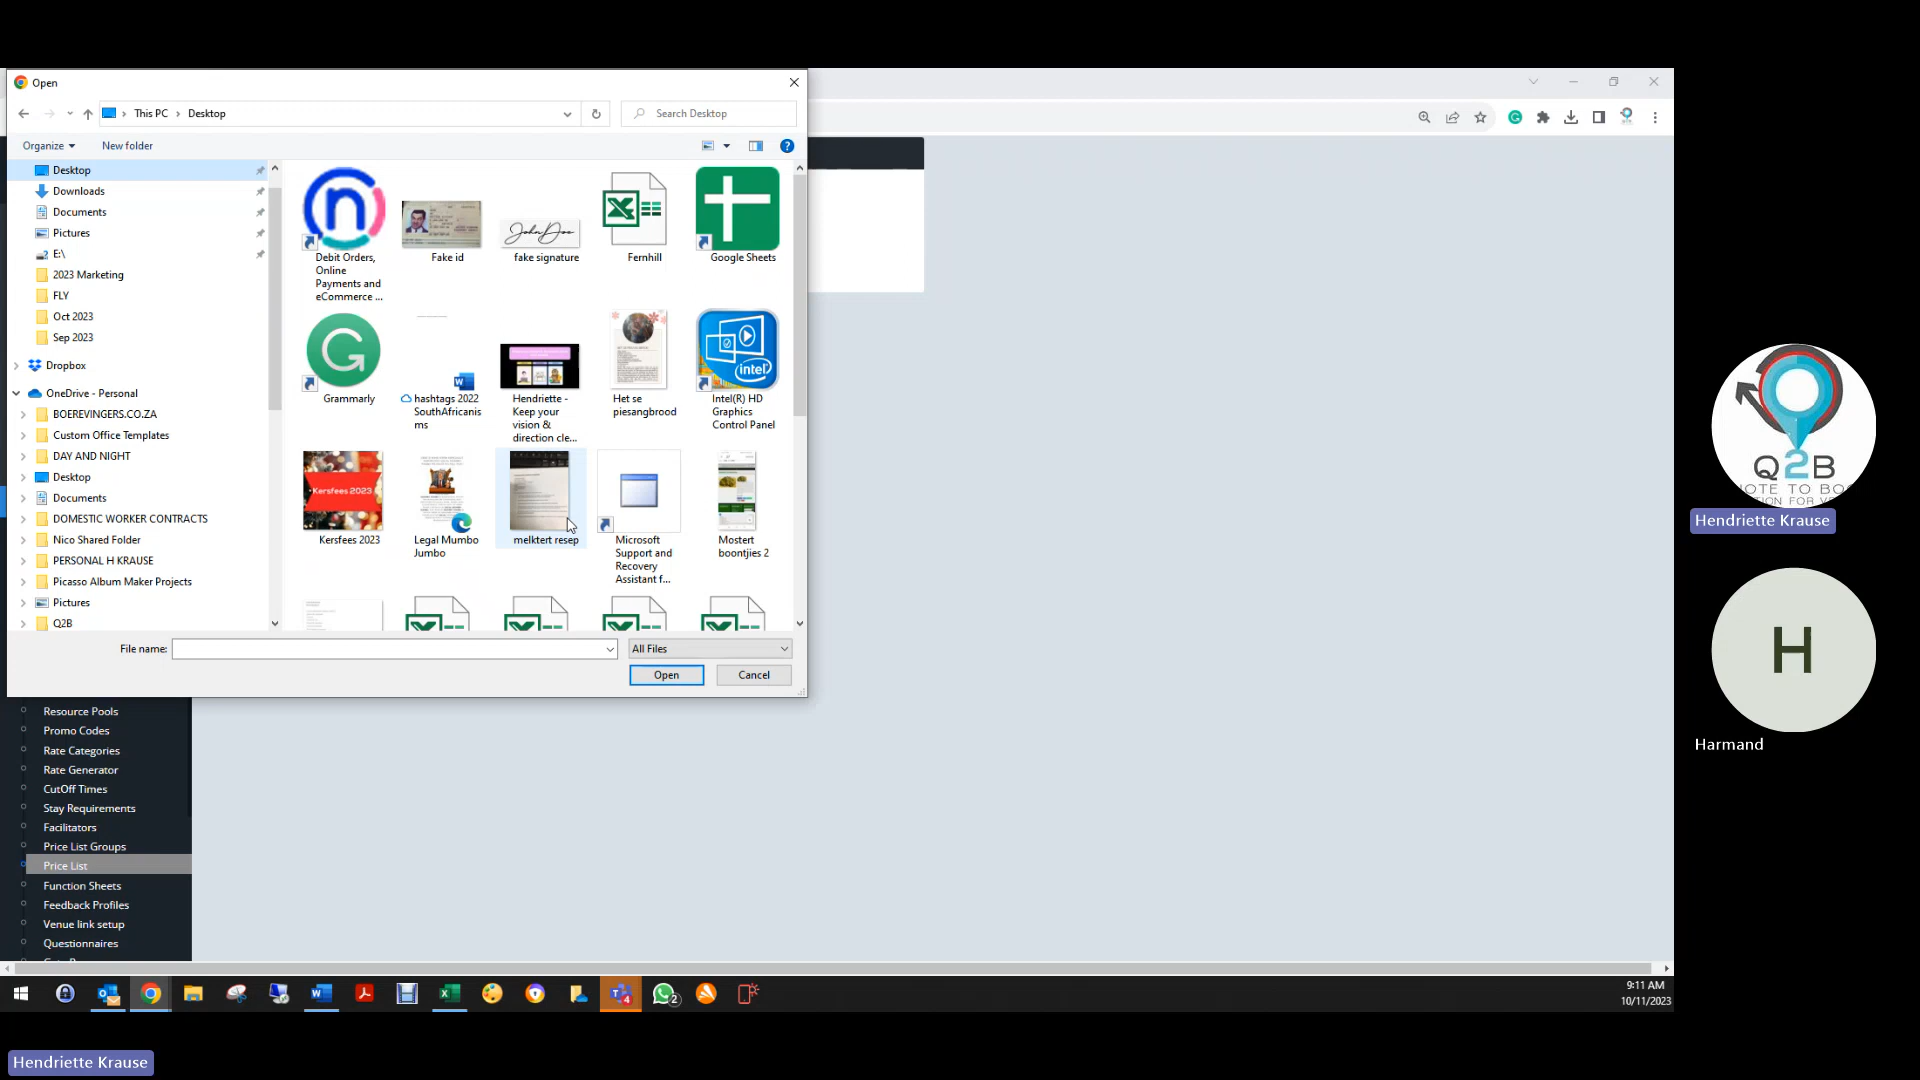 Open
This PC
Desktop
Search Desktop
Organize
New folder
Desktop
Downloads
Documents
Pictures
E:\
2023 Marketing
FLY
Oct 2023
Sep 2023
Dropbox
OneDrive - Personal
BOEREVINGERS.CO.ZA
Custom Office Templates
DAY AND NIGHT
Desktop
Documents
DOMESTIC WORKER CONTRACTS
Nico Shared Folder
PERSONAL H KRAUSE
Picasso Album Maker Projects
Pictures
Q2B
Debit Orders,
Online
Payments and
eCommerce ...
Fake id
JohnDoe
fake signature
Fernhill
Google Sheets
Grammarly
hashtags 2022
SouthAfricanis
ms
Hendriette -
Keep your
vision &
direction cle...
Het se
piesangbrood
intel
Intel(R) HD
Graphics
Control Panel
Kersfees 2023
Kersfees 2023
Legal Mumbo
Jumbo
melktert resep
Microsoft
Support and
Recovery
Assistant f...
Mostert
boontjies 2
File name:
All Files
Open
Cancel
Resource Pools
Promo Codes
Rate Categories
Rate Generator
CutOff Times
Stay Requirements
Facilitators
Price List Groups
Price List
Function Sheets
Feedback Profiles
Venue link setup
Questionnaires
9:11 AM
10/11/2023
Q2B
Hendriette Krause
H
Harmand
Hendriette Krause